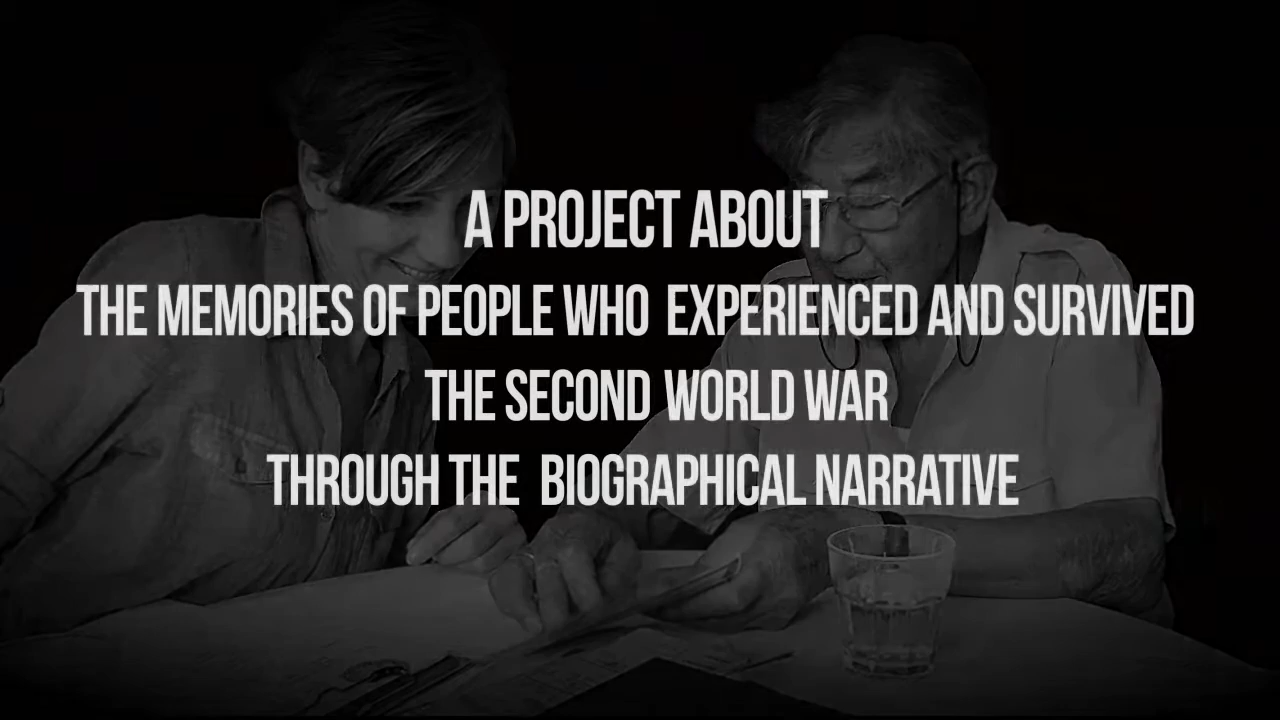 A PROJECT ABOUT
THE MEMORIES OF PEOPLE WHO EXPERIENCED AND SURVIVED
THE SECOND WORLD WAR
THROUGH THE BIOGRAPHICAL NARRATIVE